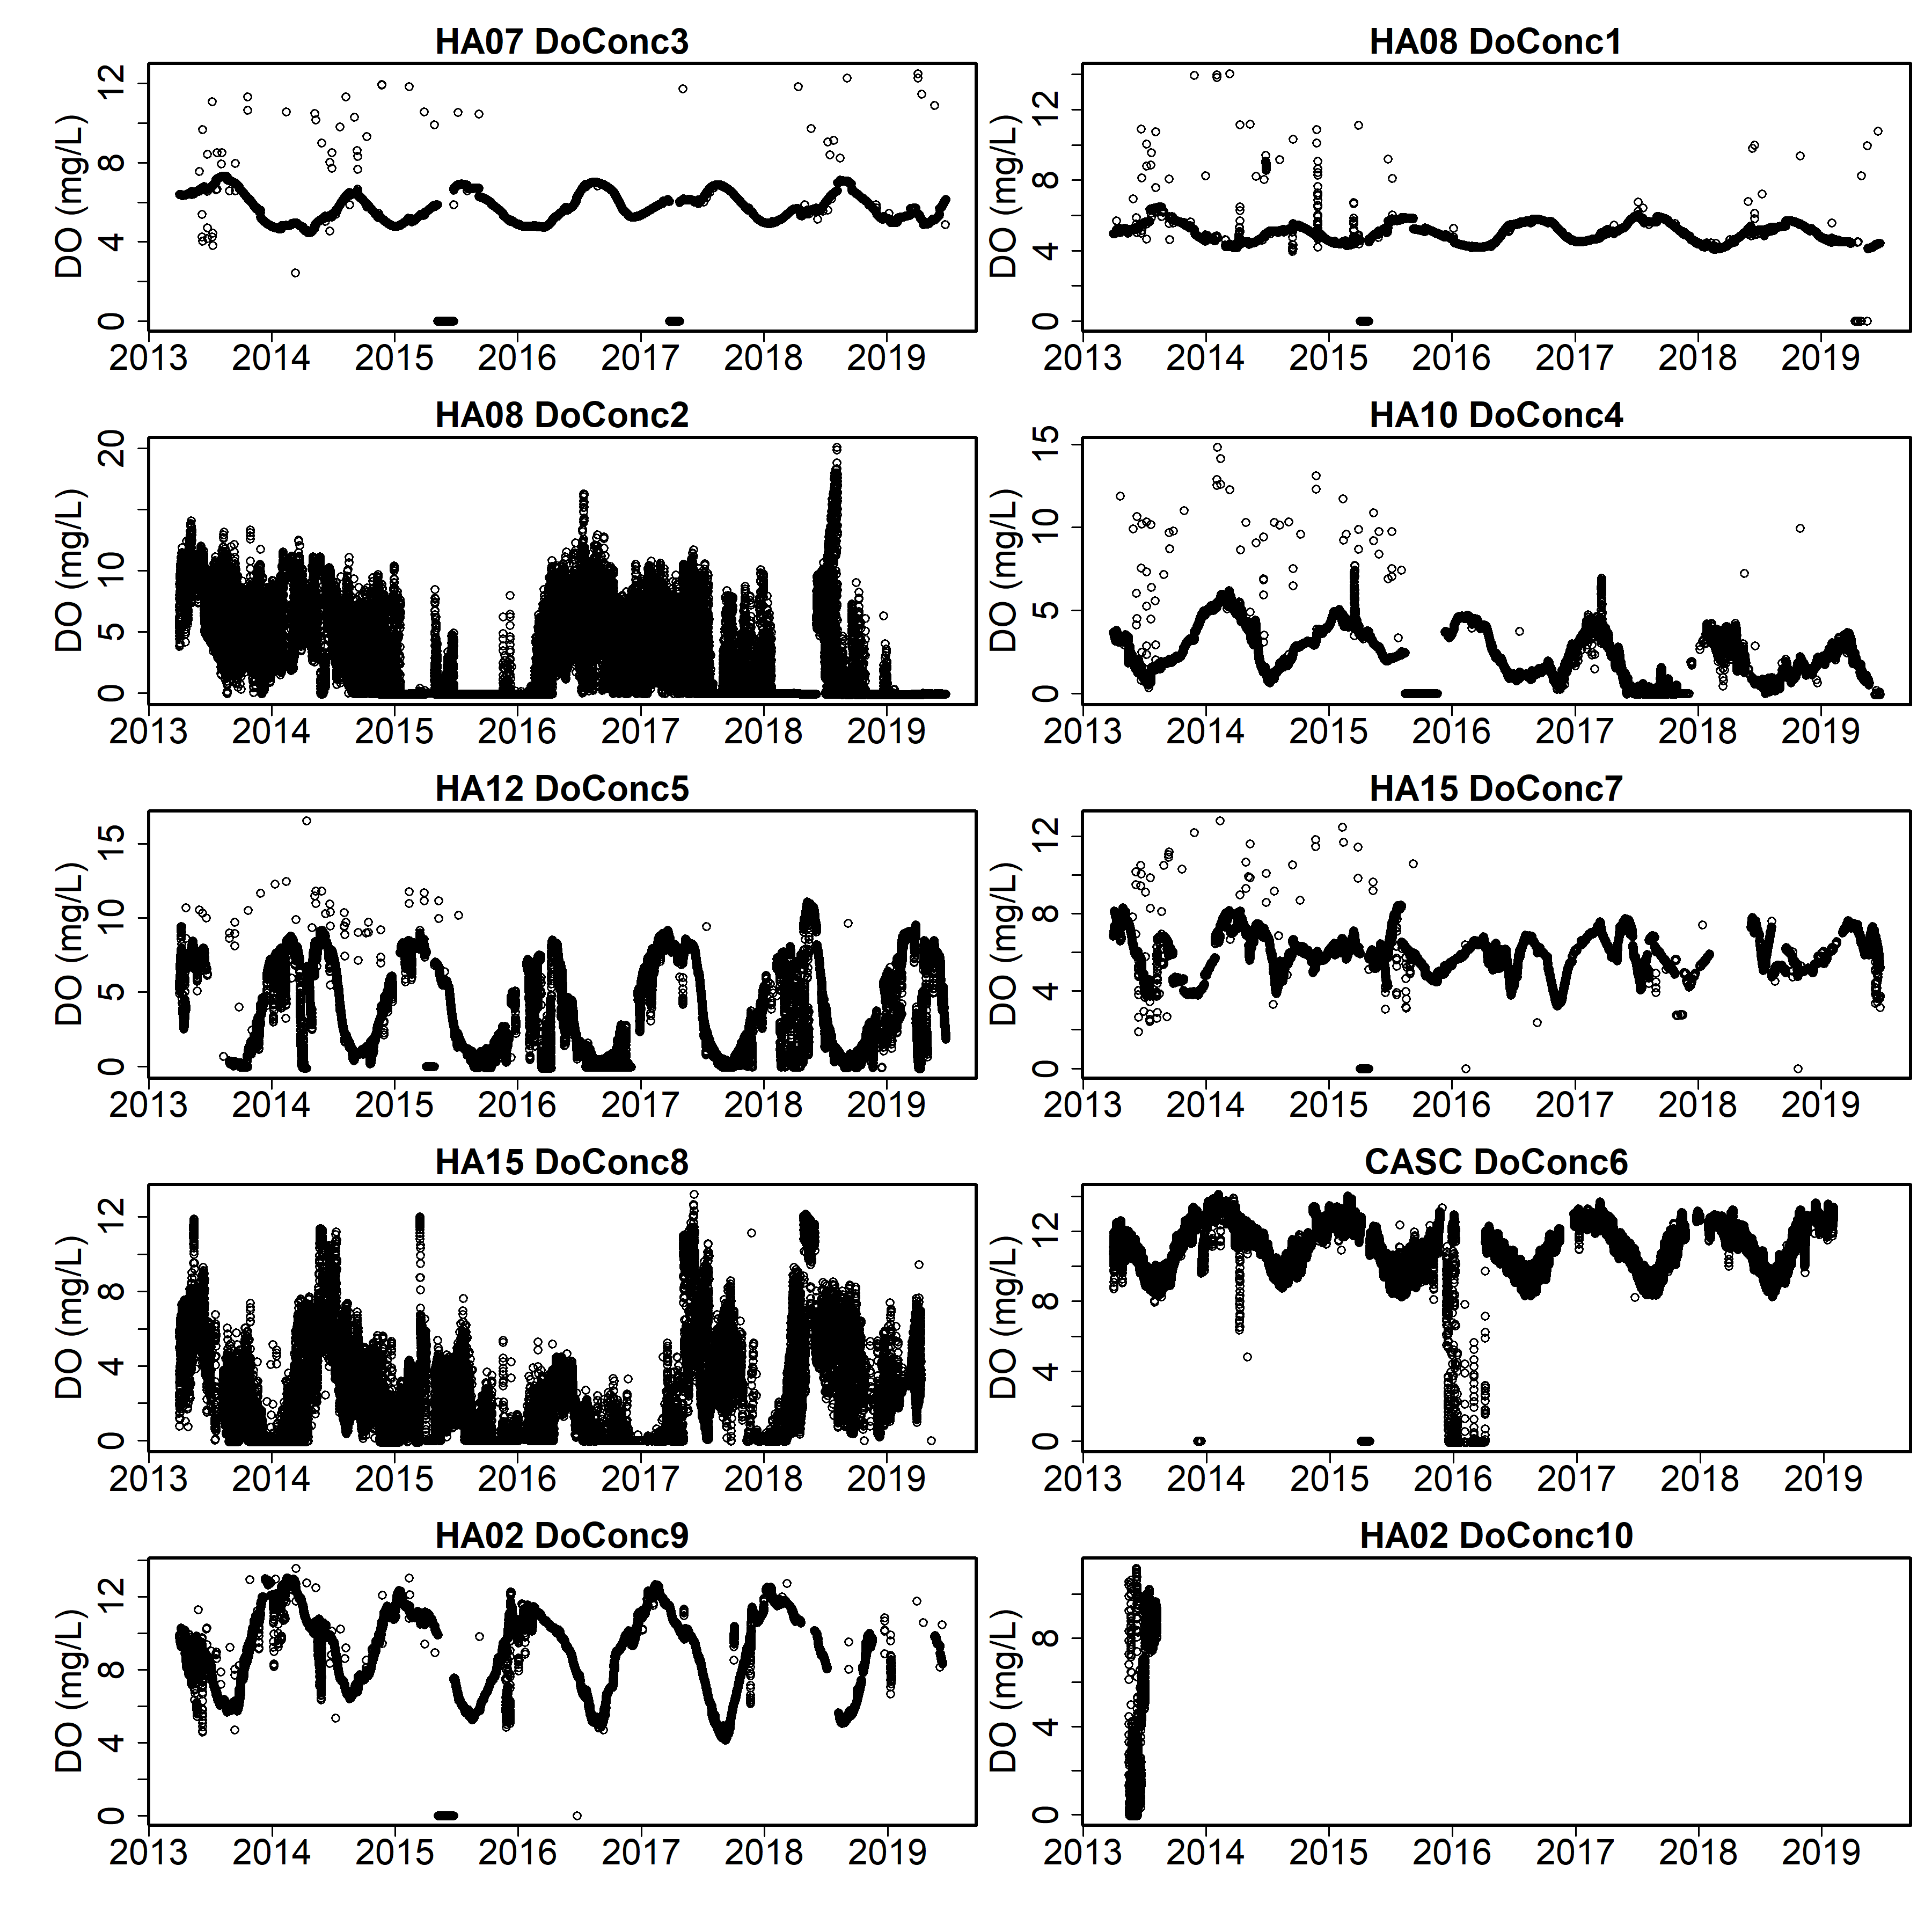 HA07 DoConc3
DO (mg/L)
0 4 8 12
2013 2014 2015 2016 2017 2018 2019
HA08 DoConc1
DO (mg/L)
0 4 8 12
2013 2014 2015 2016 2017 2018 2019
HA08 DoConc2
DO (mg/L)
0 5 10 20
2013 2014 2015 2016 2017 2018 2019
HA10 DoConc4
DO (mg/L)
0 5 10 15
2013 2014 2015 2016 2017 2018 2019
HA12 DoConc5
DO (mg/L)
0 5 10 15
2013 2014 2015 2016 2017 2018 2019
HA15 DoConc7
DO (mg/L)
0 4 8 12
2013 2014 2015 2016 2017 2018 2019
HA15 DoConc8
DO (mg/L)
0 4 8 12
2013 2014 2015 2016 2017 2018 2019
CASC DoConc6
DO (mg/L)
0 4 8 12
2013 2014 2015 2016 2017 2018 2019
HA02 DoConc9
DO (mg/L)
0 4 8 12
2013 2014 2015 2016 2017 2018 2019
HA02 DoConc10
DO (mg/L)
0 4 8
2013 2014 2015 2016 2017 2018 2019